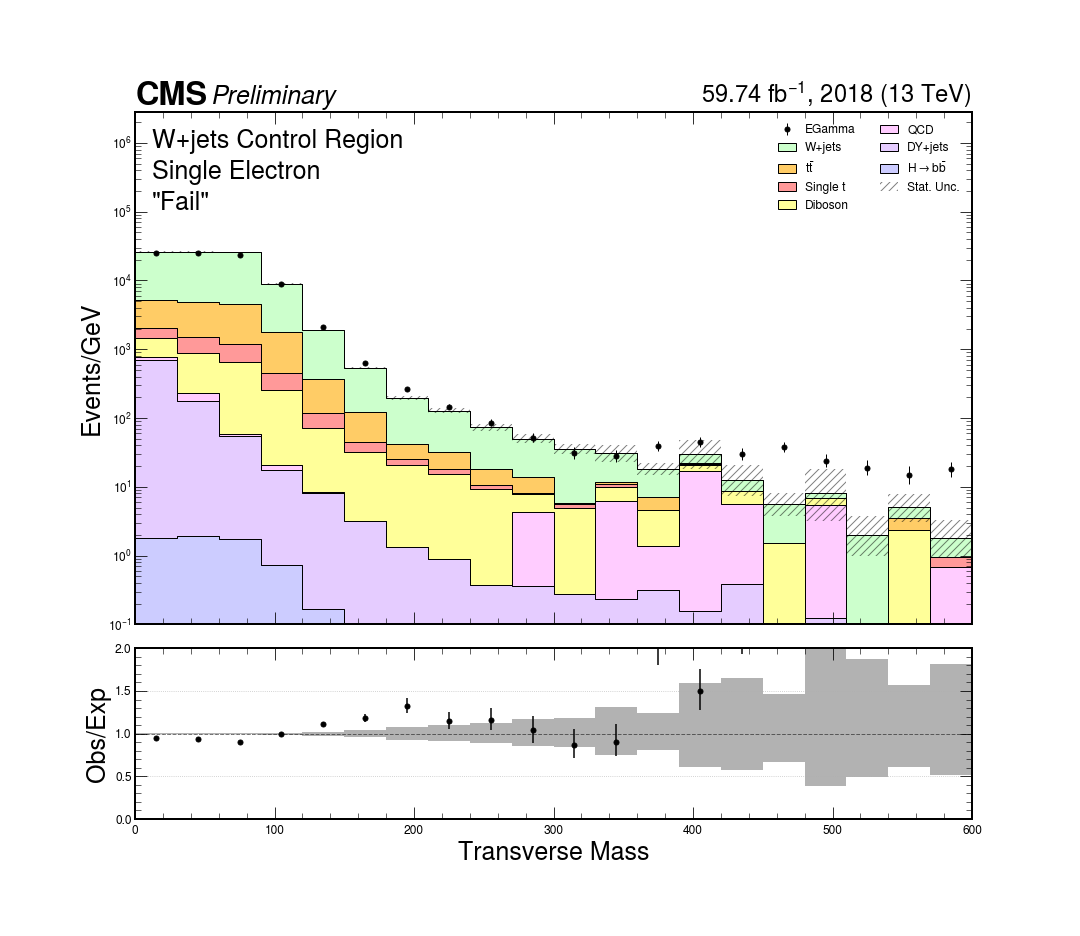 CMS Preliminary
59.74 fb⁻¹, 2018 (13 TeV)
W+jets Control Region
Single Electron
"Fail"
EGamma
W+jets
tt̄
Single t
Diboson
QCD
DY+jets
H→bb̄
Stat. Unc.
Events/GeV
10⁶
10⁵
10⁴
10³
10²
10¹
10⁰
10⁻¹
Obs/Exp
2.0
1.5
1.0
0.5
0.0
0 100 200 300 400 500 600
Transverse Mass